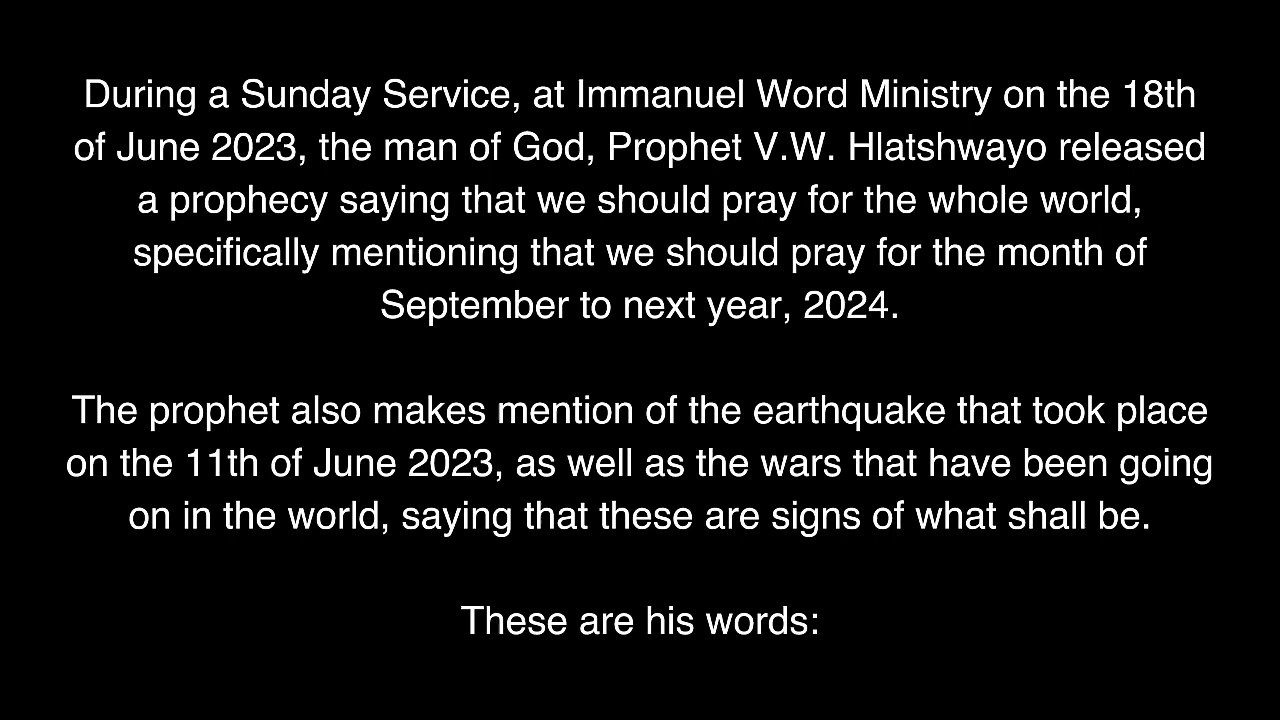 During a Sunday Service, at Immanuel Word Ministry on the 18th
of June 2023, the man of God, Prophet V.W. Hlatshwayo released
a prophecy saying that we should pray for the whole world,
specifically mentioning that we should pray for the month of
September to next year, 2024.
The prophet also makes mention of the earthquake that took place
on the 11th of June 2023, as well as the wars that have been going
on in the world, saying that these are signs of what shall be.
These are his words: